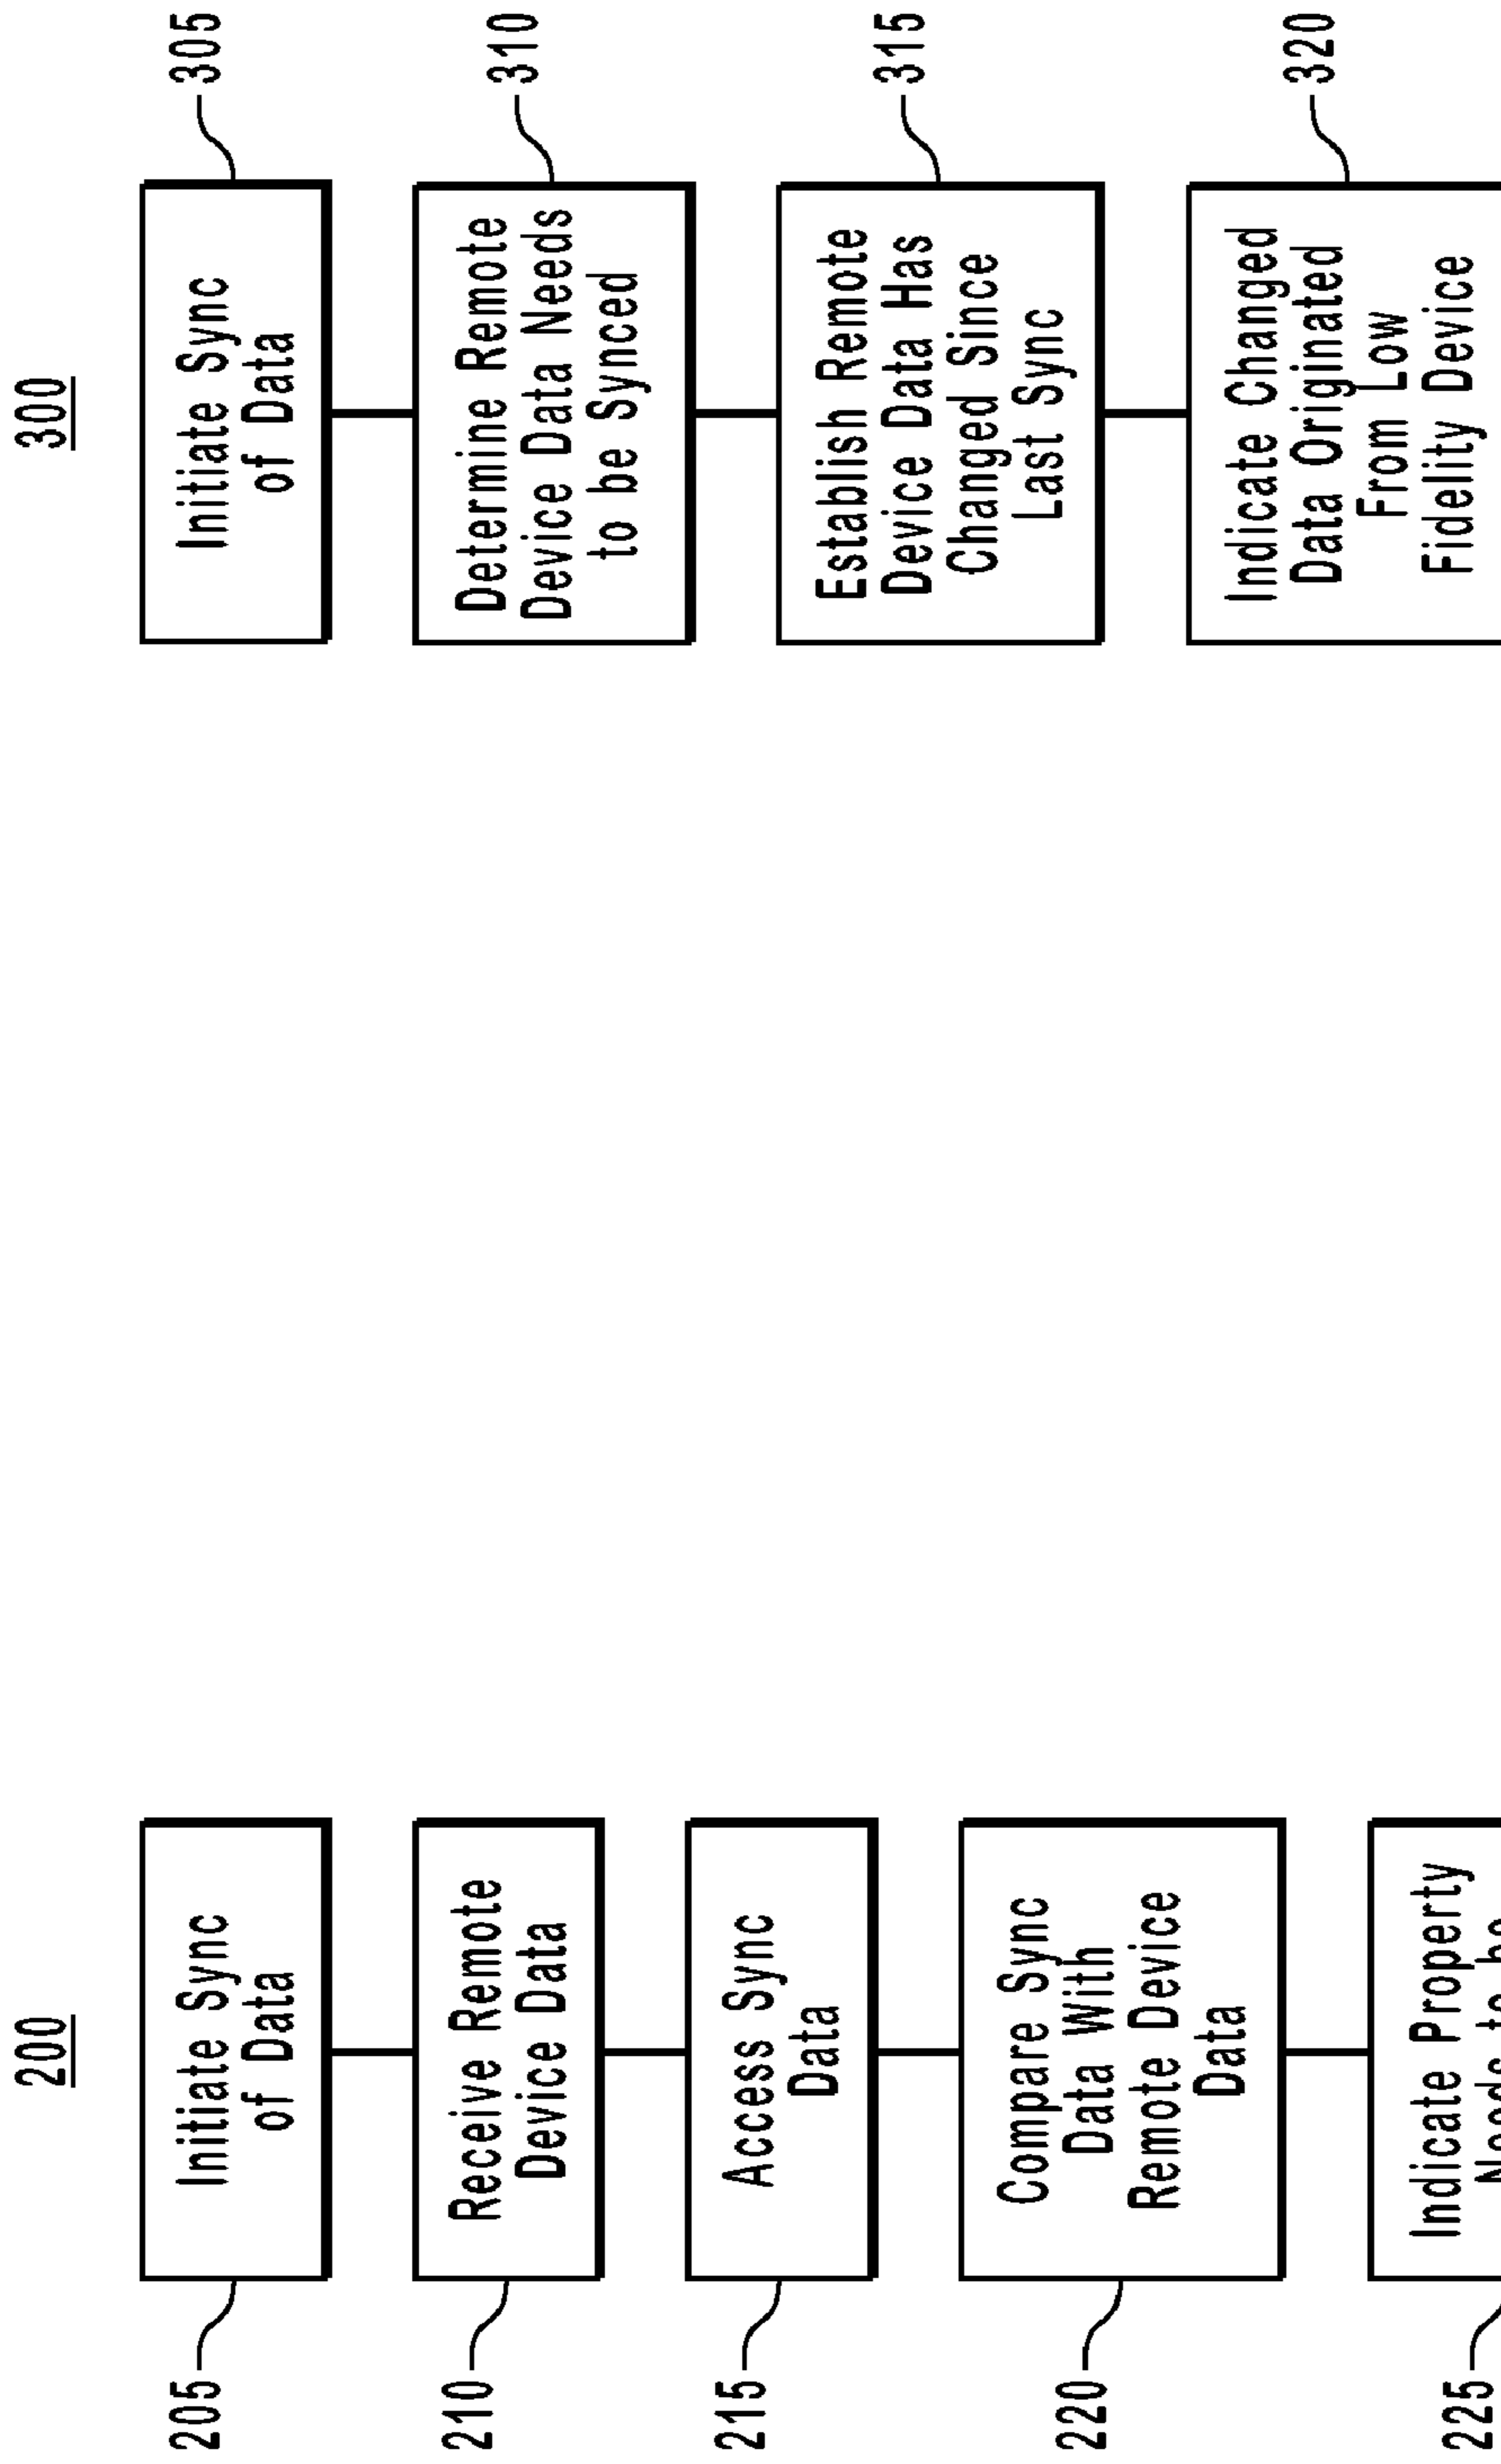 200
205
Initiate Sync
of Data
210
Receive Remote
Device Data
215
Access Sync
Data
220
Compare Sync
Data With
Remote Device
Data
225
Indicate Property
Needs to be
300
305
Initiate Sync
of Data
310
Determine Remote
Device Data Needs
to be Synced
315
Establish Remote
Device Data Has
Changed Since
Last Sync
320
Indicate Changed
Data Originated
From Low
Fidelity Device